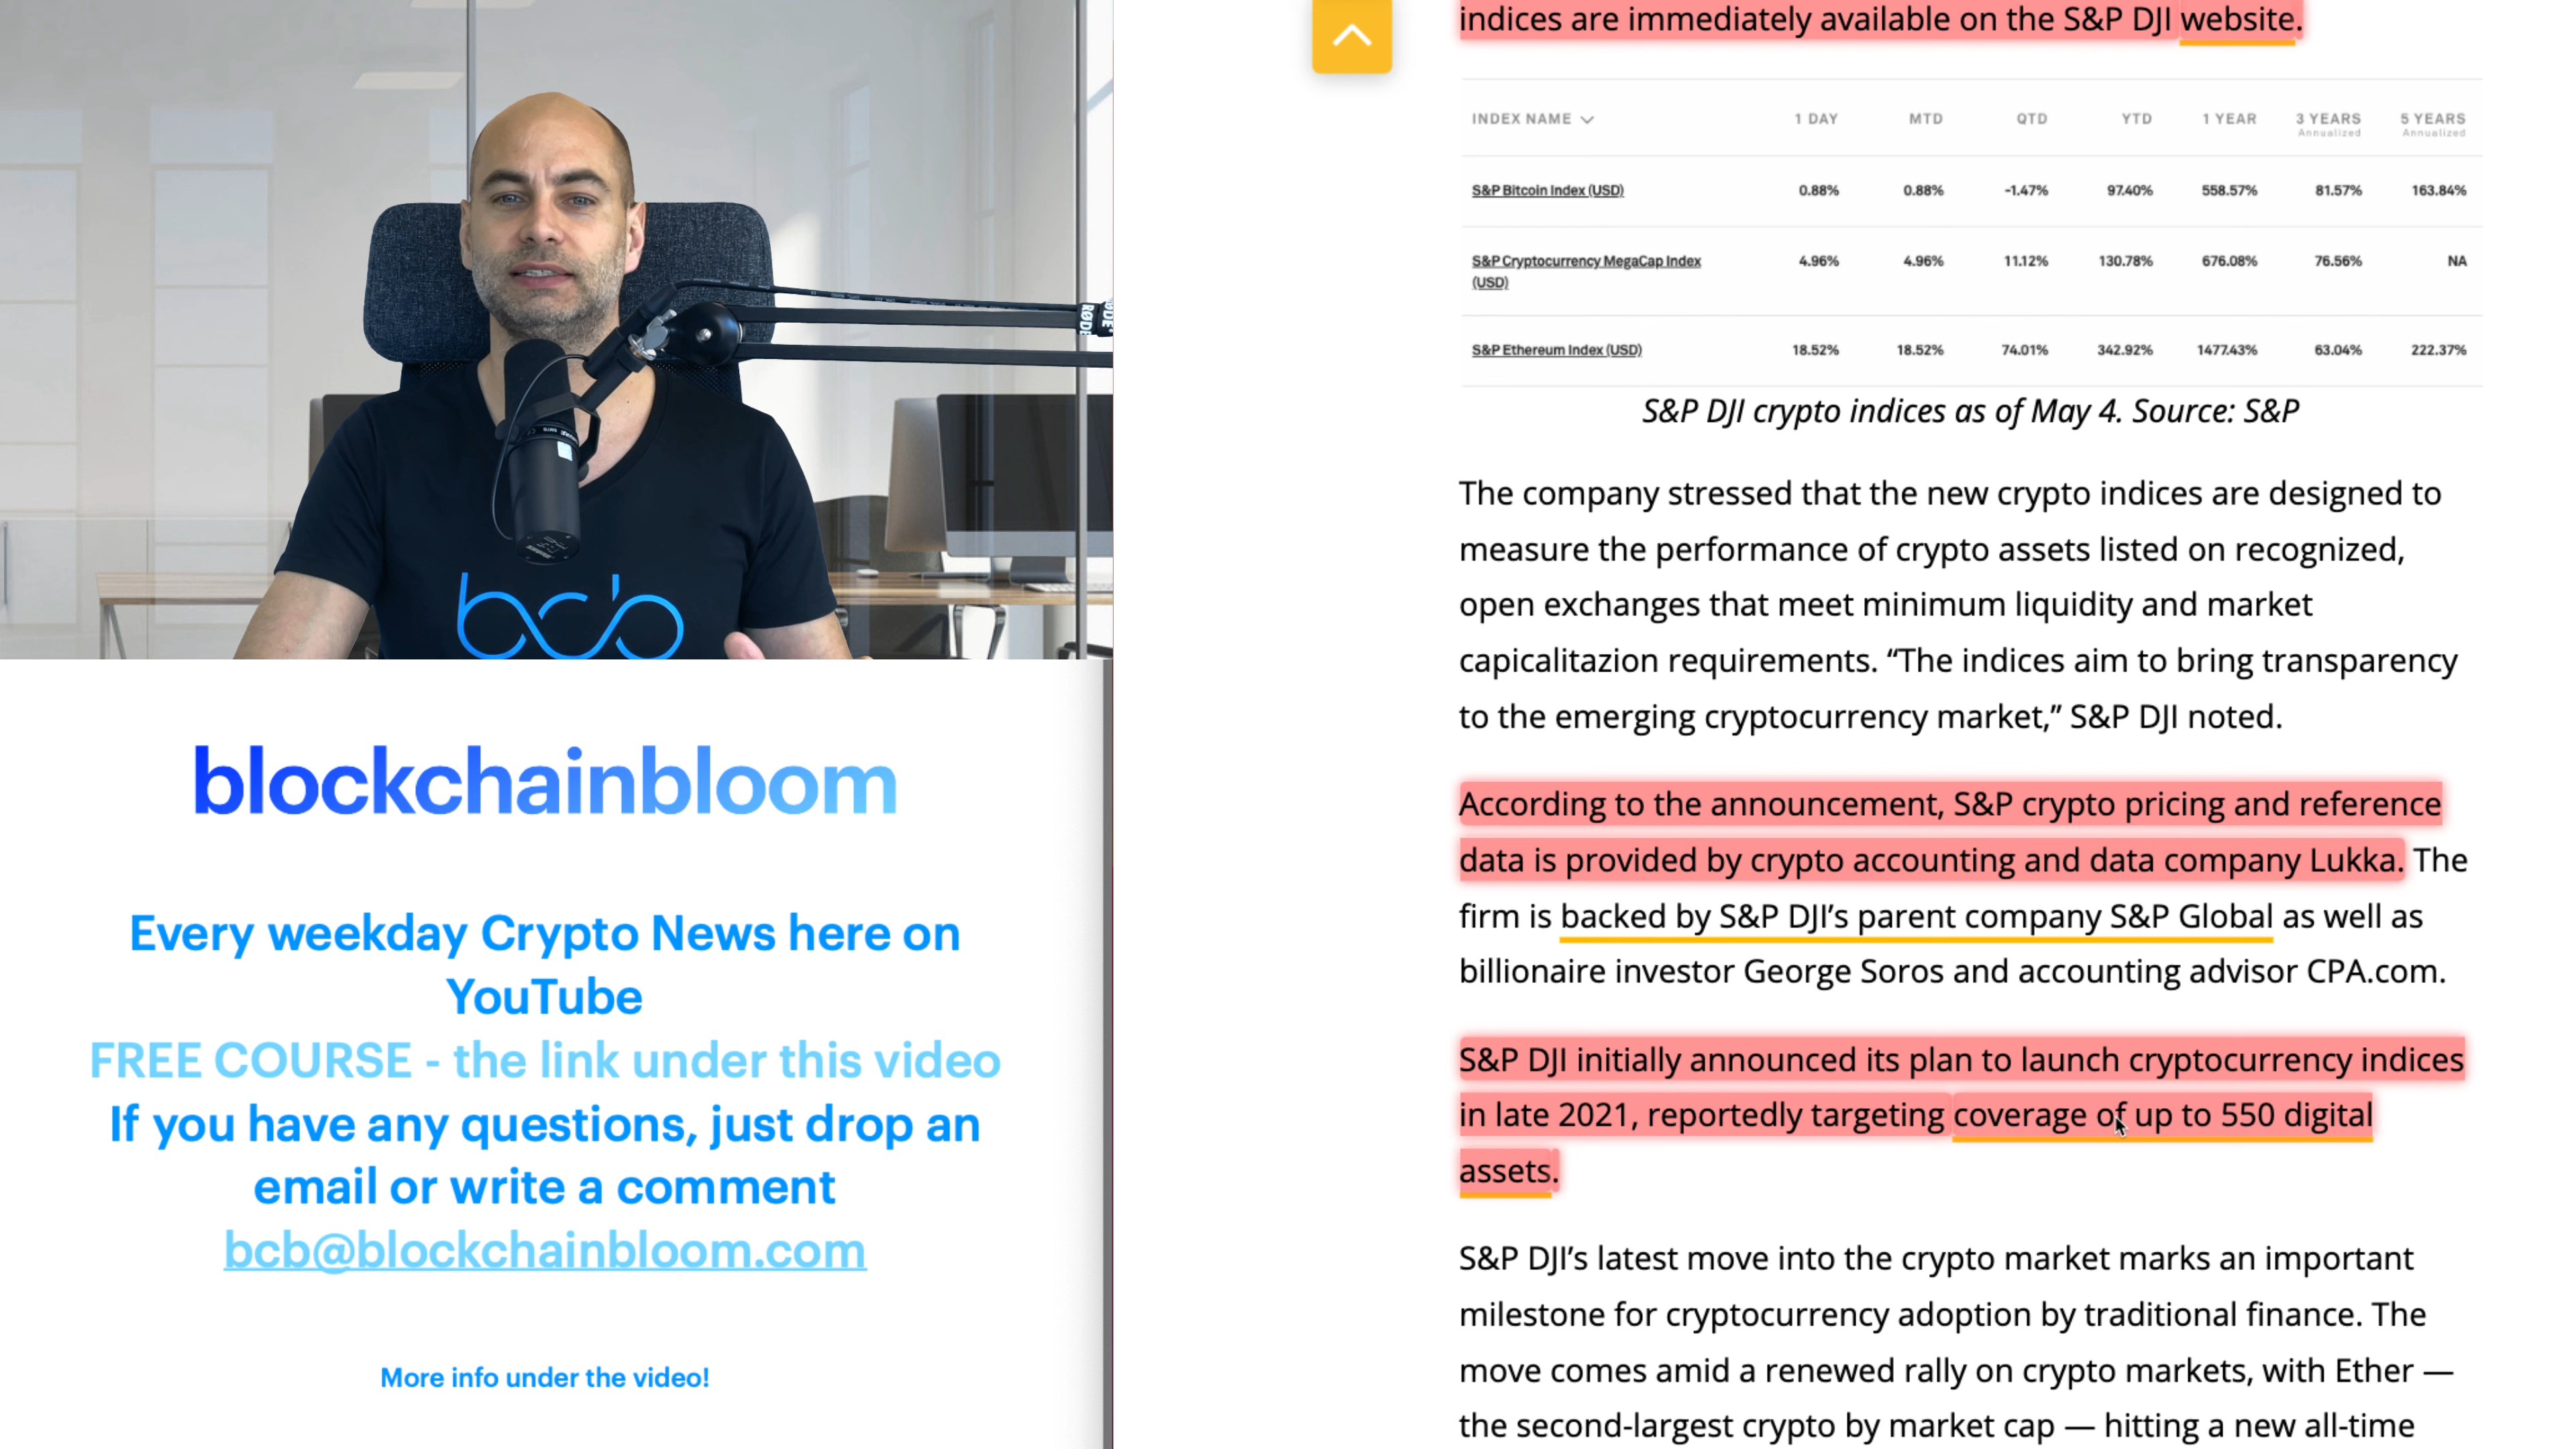 RØDE
RØDE
bcb
blockchainbloom
Every weekday Crypto News here on
YouTube
FREE COURSE - the link under this video
If you have any questions, just drop an
email or write a comment
bcb@blockchainbloom.com
More info under the video!
indices are immediately available on the S&P DJI website.
INDEX NAME 1 DAY MTD QTD YTD 1 YEAR 3 YEARS 5 YEARS
Annualized Annualized
S&P Bitcoin Index (USD) 0.88% 0.88% -1.47% 97.40% 558.57% 81.57% 163.84%
S&P Cryptocurrency MegaCap Index 4.96% 4.96% 11.12% 130.78% 676.08% 76.56% NA
(USD)
S&P Ethereum Index (USD) 18.52% 18.52% 74.01% 342.92% 1477.43% 63.04% 222.37%
S&P DJI crypto indices as of May 4. Source: S&P
The company stressed that the new crypto indices are designed to
measure the performance of crypto assets listed on recognized,
open exchanges that meet minimum liquidity and market
capicalitazion requirements. “The indices aim to bring transparency
to the emerging cryptocurrency market,” S&P DJI noted.
According to the announcement, S&P crypto pricing and reference
data is provided by crypto accounting and data company Lukka. The
firm is backed by S&P DJI’s parent company S&P Global as well as
billionaire investor George Soros and accounting advisor CPA.com.
S&P DJI initially announced its plan to launch cryptocurrency indices
in late 2021, reportedly targeting coverage of up to 550 digital
assets.
S&P DJI’s latest move into the crypto market marks an important
milestone for cryptocurrency adoption by traditional finance. The
move comes amid a renewed rally on crypto markets, with Ether —
the second-largest crypto by market cap — hitting a new all-time